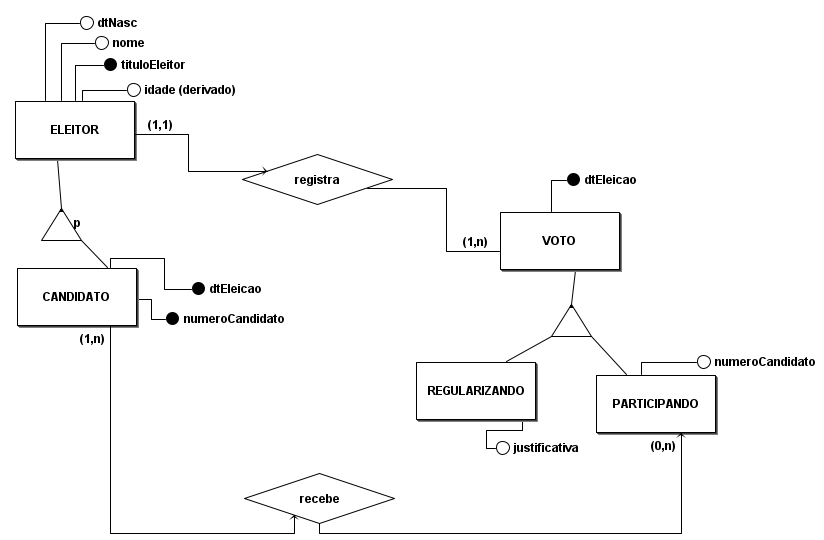 dtNasc
nome
tituloEleitor
idade (derivado)
ELEITOR
(1,1)
registra
dtEleicao
p
(1,n)
VOTO
CANDIDATO
dtEleicao
numeroCandidato
(1,n)
numeroCandidato
REGULARIZANDO
PARTICIPANDO
justificativa
(0,n)
recebe